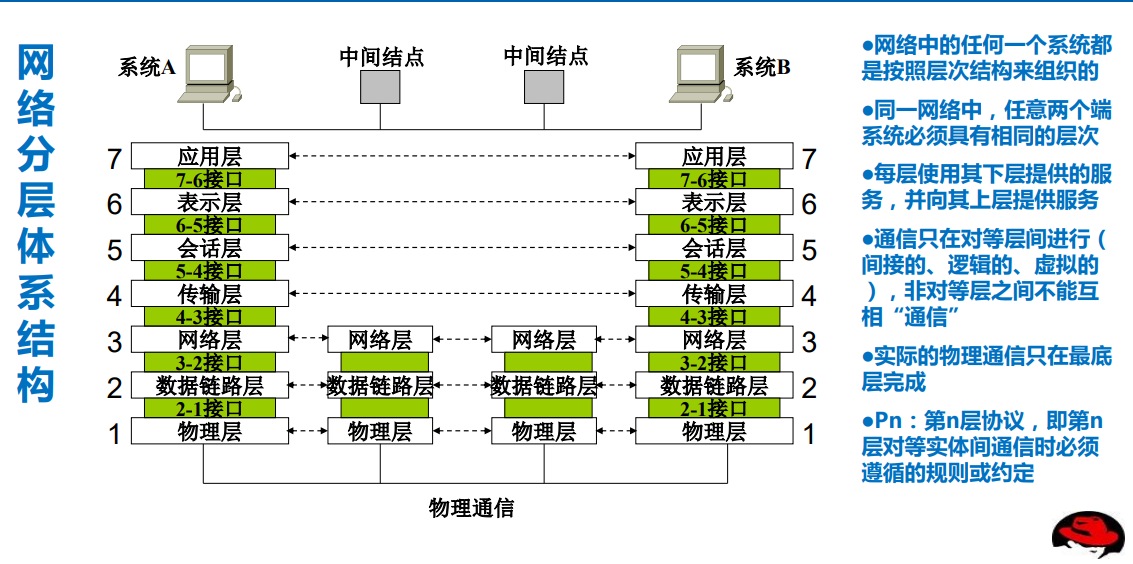 网络分层体系结构
系统A
中间结点
中间结点
系统B
7 应用层 应用层 7
7-6接口 7-6接口
6 表示层 表示层 6
6-5接口 6-5接口
5 会话层 会话层 5
5-4接口 5-4接口
4 传输层 传输层 4
4-3接口 4-3接口
3 网络层 网络层 网络层 网络层 3
3-2接口 3-2接口
2 数据链路层 数据链路层 数据链路层 数据链路层 2
2-1接口 2-1接口
1 物理层 物理层 物理层 物理层 1
物理通信
●网络中的任何一个系统都
是按照层次结构来组织的
●同一网络中，任意两个端
系统必须具有相同的层次
●每层使用其下层提供的服
务，并向其上层提供服务
●通信只在对等层间进行（
间接的、逻辑的、虚拟的
），非对等层之间不能互
相“通信”
●实际的物理通信只在最底
层完成
●Pn：第n层协议，即第n
层对等实体间通信时必须
遵循的规则或约定